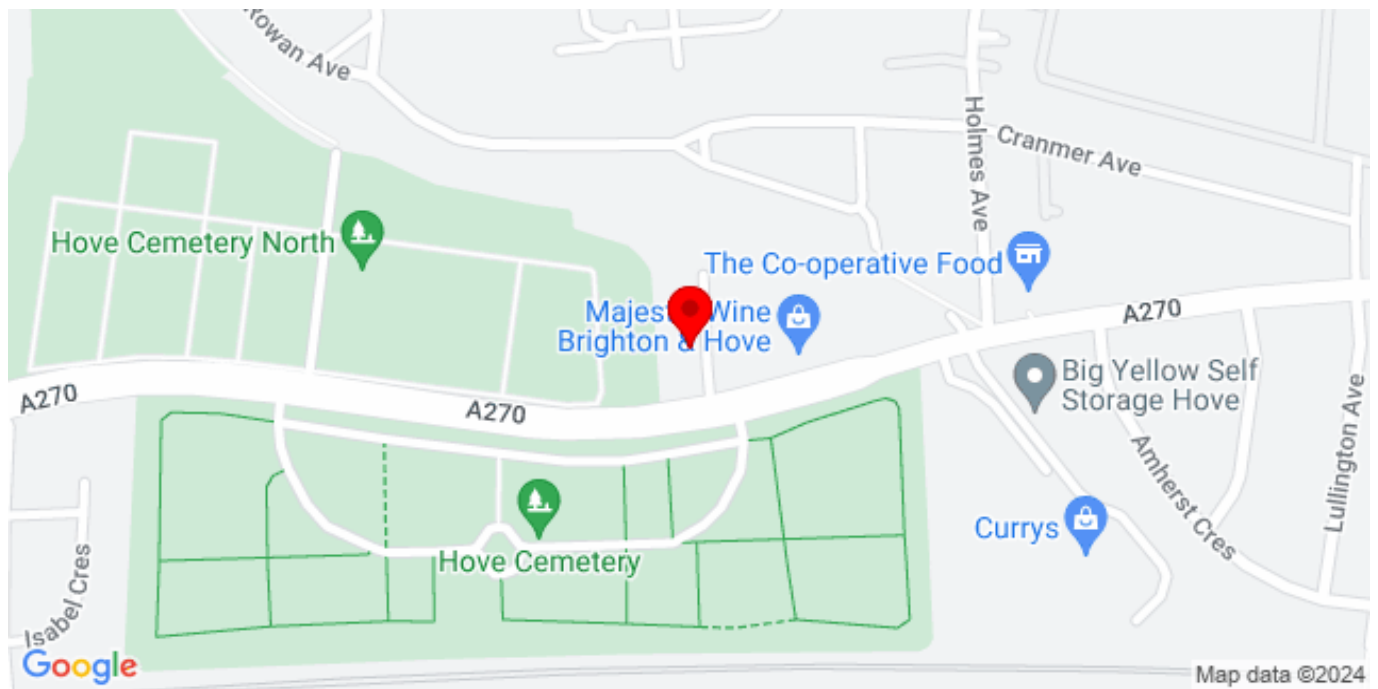 Rowan Ave
Holmes Ave
Cranmer Ave
Hove Cemetery North
The Co-operative Food
Wine
Brighton & Hove
A270
A270
A270
Big Yellow Self
Storage Hove
Amherst Cres
Lullington Ave
Currys
Hove Cemetery
Isabel Cres
Google
Map data ©2024